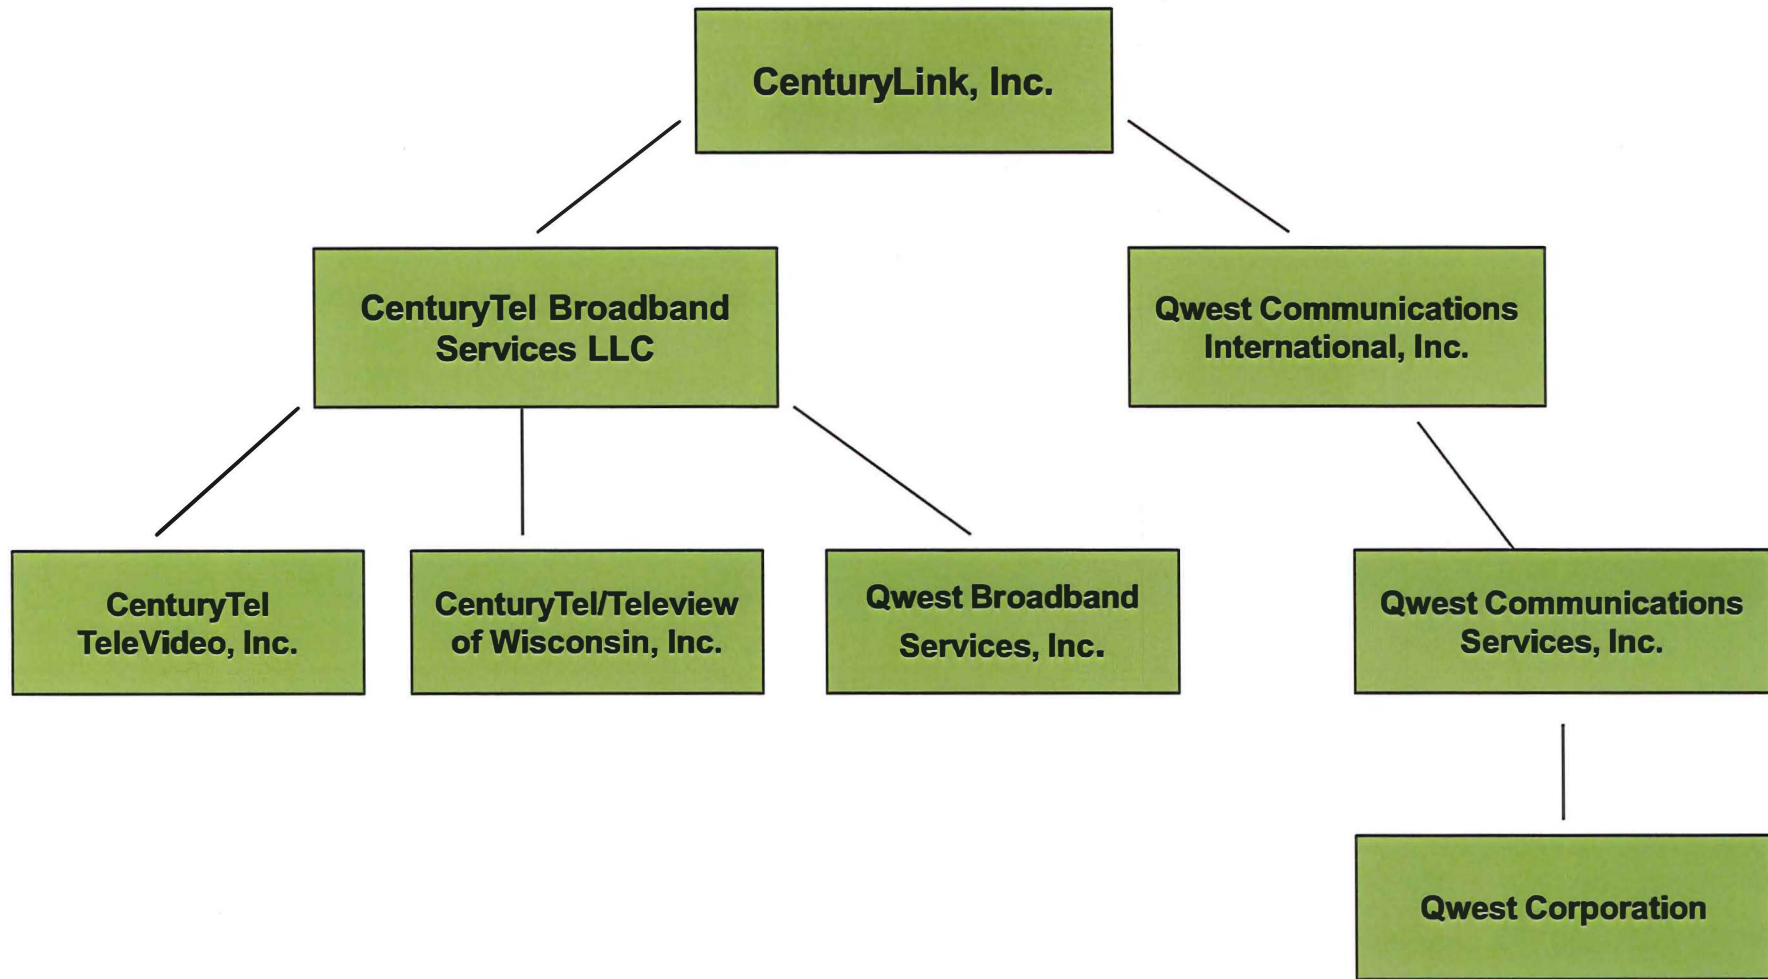 CenturyLink, Inc.
CenturyTel Broadband
Services LLC
Qwest Communications
International, Inc.
CenturyTel
TeleVideo, Inc.
CenturyTel/Teleview
of Wisconsin, Inc.
Qwest Broadband
Services, Inc.
Qwest Communications
Services, Inc.
Qwest Corporation